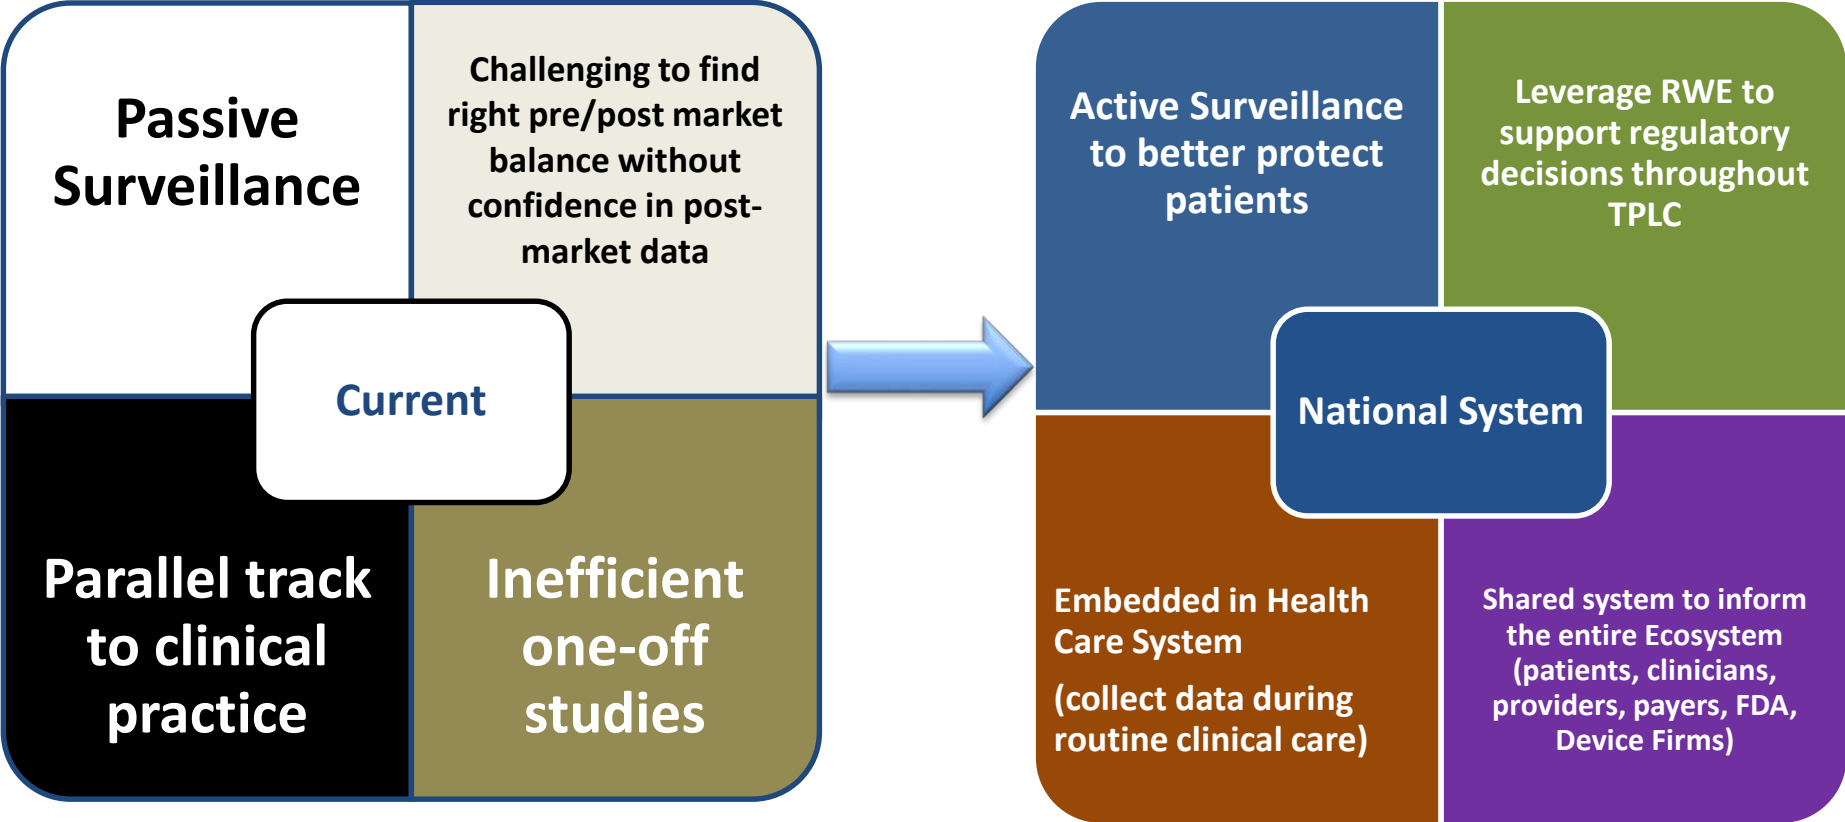 Passive
Surveillance
Challenging to find
right pre/post market
balance without
confidence in post-
market data
Current
Parallel track
to clinical
practice
Inefficient
one-off
studies
Active Surveillance
to better protect
patients
Leverage RWE to
support regulatory
decisions throughout
TPLC
National System
Embedded in Health
Care System
(collect data during
routine clinical care)
Shared system to inform
the entire Ecosystem
(patients, clinicians,
providers, payers, FDA,
Device Firms)